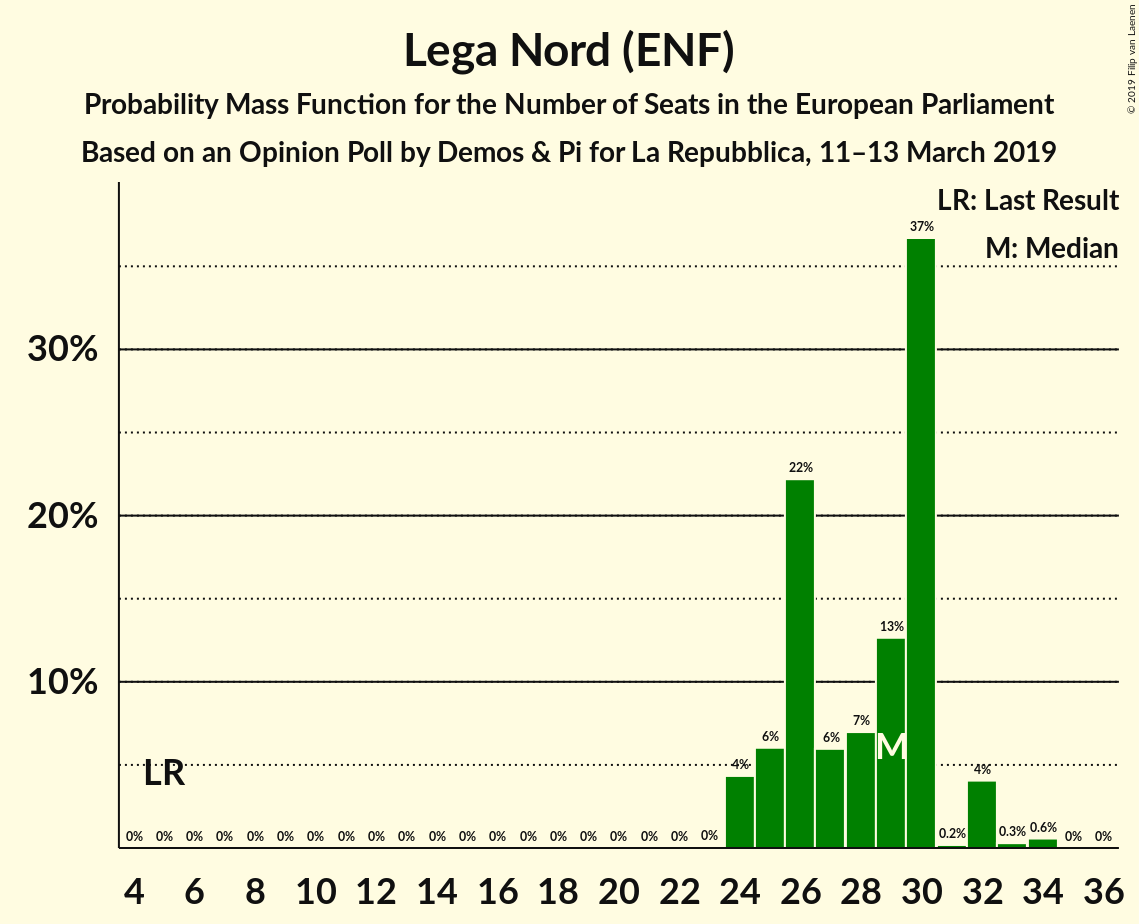 Lega Nord (ENF)
Probability Mass Function for the Number of Seats in the European Parliament
Based on an Opinion Poll by Demos & Pi for La Repubblica, 11–13 March 2019
© 2019 Filip van Laenen
LR: Last Result
M: Median
37%
30%
22%
20%
13%
10%
7%
6%
6%
M
4%
4%
LR
0% 0% 0% 0% 0% 0% 0% 0% 0% 0% 0% 0% 0% 0% 0% 0% 0% 0% 0% 0% 0.2% 0.3% 0.6% 0% 0%
4 6 8 10 12 14 16 18 20 22 24 26 28 30 32 34 36